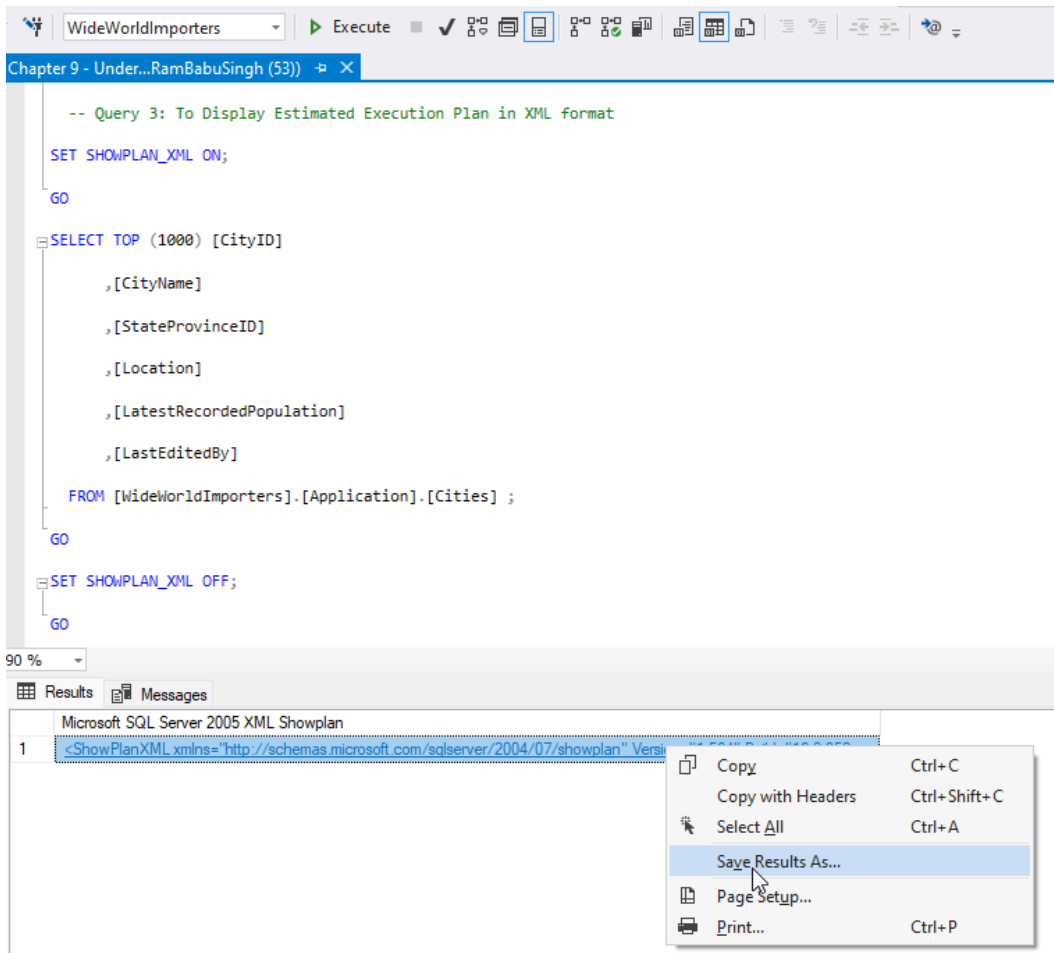 WideWorldImporters Execute
Chapter 9 - Under...RamBabuSingh (53))
-- Query 3: To Display Estimated Execution Plan in XML format
SET SHOWPLAN_XML ON;
GO
SELECT TOP (1000) [CityID]
,[CityName]
,[StateProvinceID]
,[Location]
,[LatestRecordedPopulation]
,[LastEditedBy]
FROM [WideWorldImporters].[Application].[Cities] ;
GO
SET SHOWPLAN_XML OFF;
GO
90 %
Results Messages
Microsoft SQL Server 2005 XML Showplan
1 <ShowPlanXML xmlns="http://schemas.microsoft.com/sqlserver/2004/07/showplan"
Copy Ctrl+C
Copy with Headers Ctrl+Shift+C
Select All Ctrl+A
Save Results As...
Page Setup...
Print... Ctrl+P